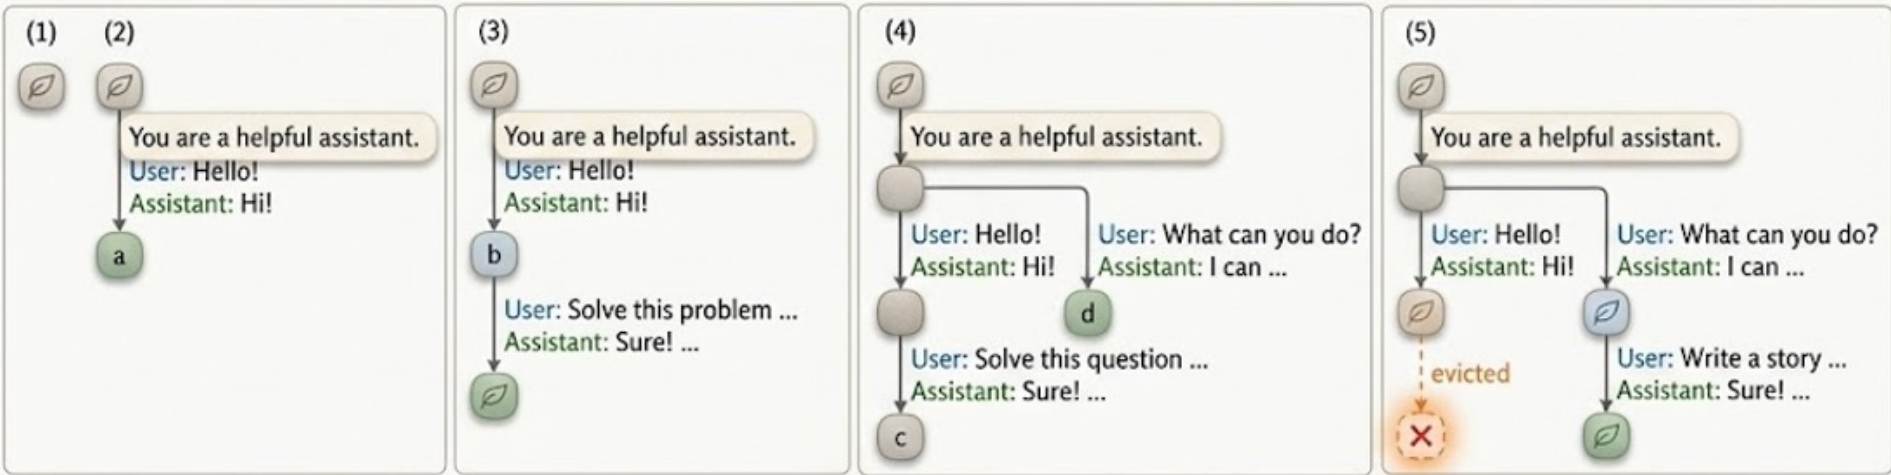 (1)
(2)
You are a helpful assistant.
User: Hello!
Assistant: Hi!
a
(3)
You are a helpful assistant.
User: Hello!
Assistant: Hi!
b
User: Solve this problem ...
Assistant: Sure! ...
(4)
You are a helpful assistant.
User: Hello!
Assistant: Hi!
User: What can you do?
Assistant: I can ...
d
User: Solve this question ...
Assistant: Sure! ...
c
(5)
You are a helpful assistant.
User: Hello!
Assistant: Hi!
User: What can you do?
Assistant: I can ...
evicted
User: Write a story ...
Assistant: Sure! ...